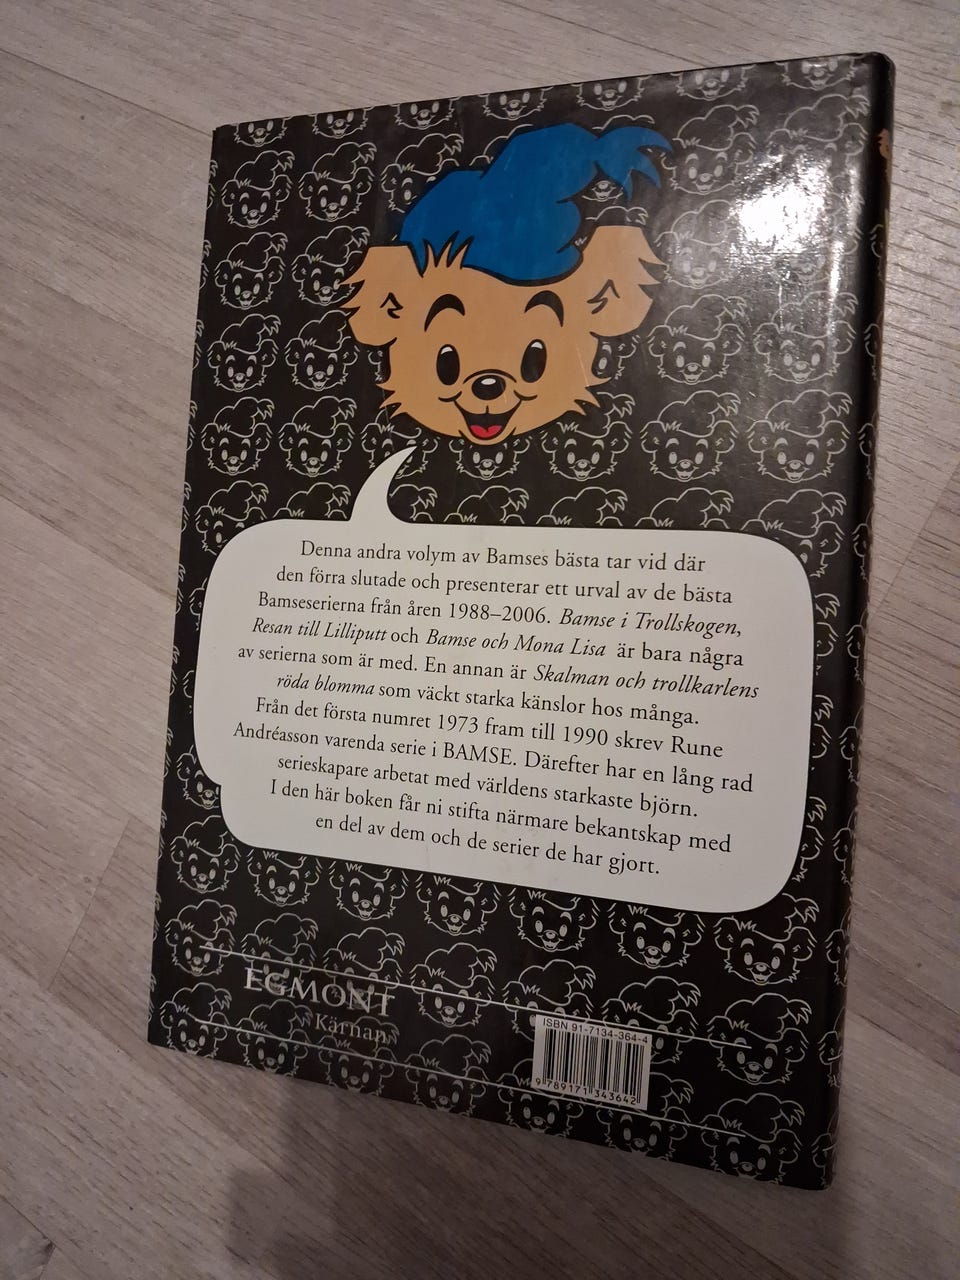 Denna andra volym av Bamses bästa tar vid där
den förra slutade och presenterar ett urval av de bästa
Bamseserierna från åren 1988–2006. Bamse i Trollskogen,
Resan till Lilliputt och Bamse och Mona Lisa är bara några
av serierna som är med. En annan är Skalman och trollkarlens
röda blomma som väckt starka känslor hos många.
Från det första numret 1973 fram till 1990 skrev Rune
Andréasson varenda serie i BAMSE. Därefter har en lång rad
serieskapare arbetat med världens starkaste björn.
I den här boken får ni stifta närmare bekantskap med
en del av dem och de serier de har gjort.
EGMONT
Kärnan
ISBN 91-7134-364-4
9 789171 343642